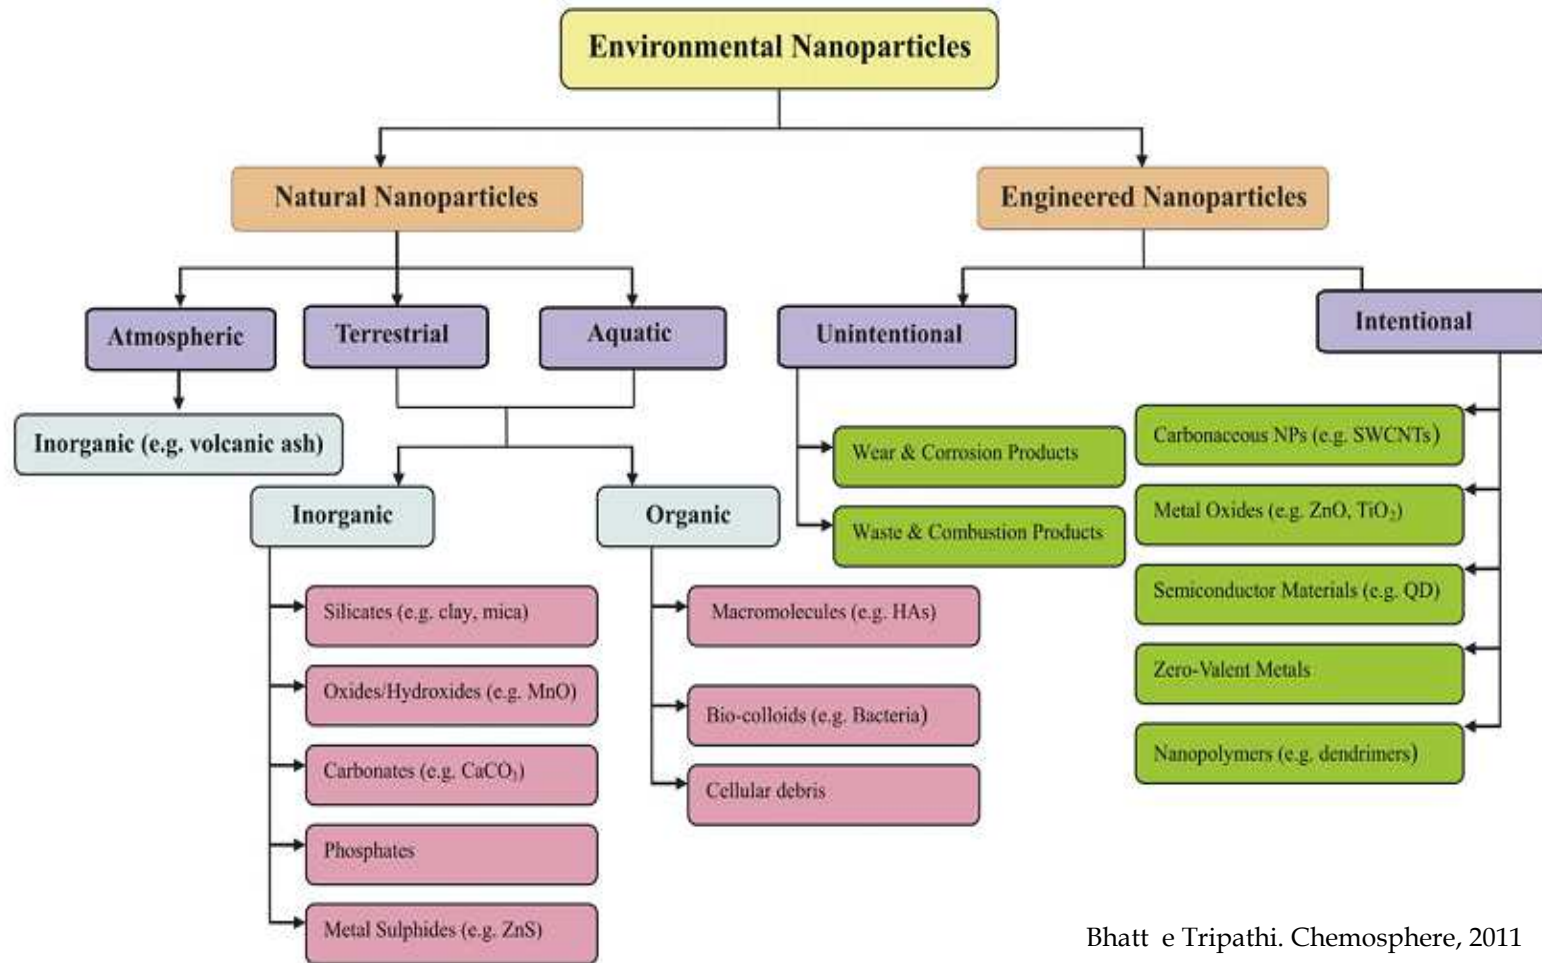 Environmental Nanoparticles
Natural Nanoparticles
Engineered Nanoparticles
Atmospheric
Terrestrial
Aquatic
Unintentional
Intentional
Inorganic (e.g. volcanic ash)
Inorganic
Organic
Silicates (e.g. clay, mica)
Oxides/Hydroxides (e.g. MnO)
Carbonates (e.g. CaCO₃)
Phosphates
Metal Sulphides (e.g. ZnS)
Macromolecules (e.g. HAs)
Bio-colloids (e.g. Bacteria)
Cellular debris
Wear & Corrosion Products
Waste & Combustion Products
Carbonaceous NPs (e.g. SWCNTs)
Metal Oxides (e.g. ZnO, TiO₂)
Semiconductor Materials (e.g. QD)
Zero-Valent Metals
Nanopolymers (e.g. dendrimers)
Bhatt e Tripathi. Chemosphere, 2011